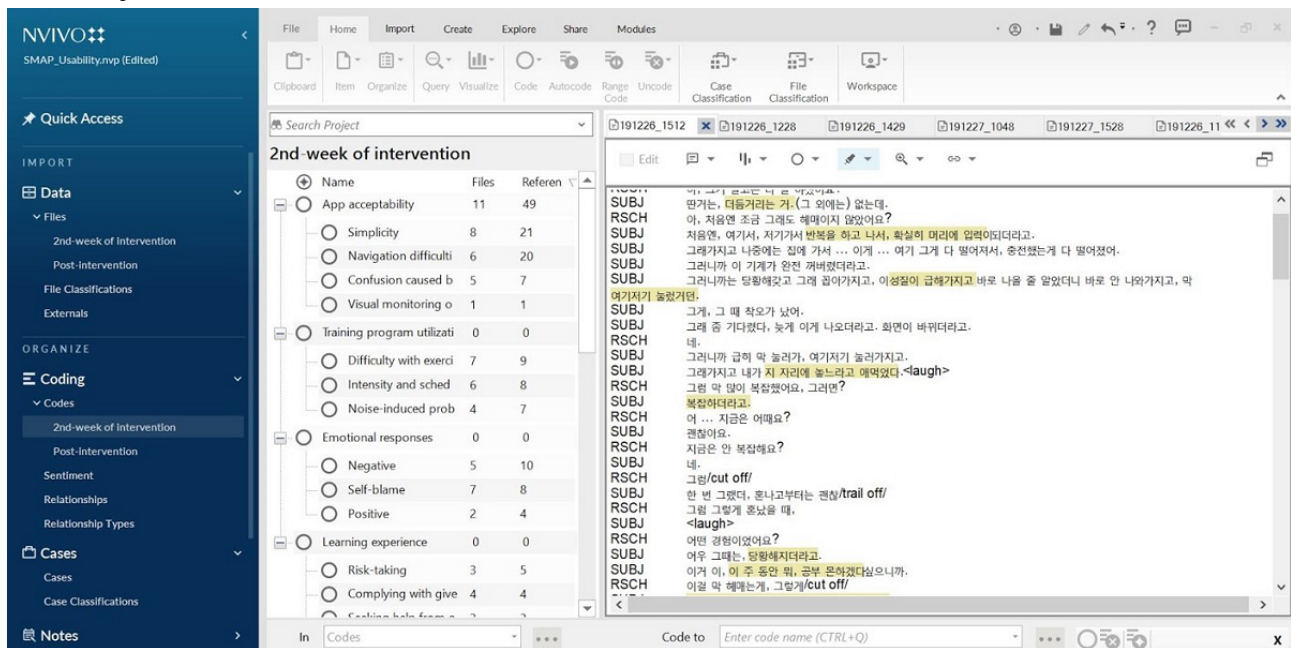 NVIVO
SMAP_Usability.nvp (Edited)
Quick Access
IMPORT
Data
Files
2nd-week of Intervention
Post-intervention
File Classifications
Externals
ORGANIZE
Coding
Codes
2nd-week of Intervention
Post-Intervention
Sentiment
Relationships
Relationship Types
Cases
Cases
Case Classifications
Notes
File Home Import Create Explore Share Modules
Clipboard Item Organize Query Visualize Code Autocode Range Code Uncode Case Classification File Classification Workspace
Search Project
2nd-week of intervention
Name Files Referen
App acceptability 11 49
Simplicity 8 21
Navigation difficulti 6 20
Confusion caused b 5 7
Visual monitoring o 1 1
Training program utilizati 0 0
Difficulty with exerci 7 9
Intensity and sched 6 8
Noise-induced prob 4 7
Emotional responses 0 0
Negative 5 10
Self-blame 7 8
Positive 2 4
Learning experience 0 0
Risk-taking 3 5
Complying with give 4 4
191226_1512 191226_1228 191226_1429 191227_1048 191227_1528 191226_11
Edit
SUBJ 딴거는, 더듬거리는 거. (그 외에는) 없는데.
RSCH 아, 처음엔 조금 그래도 헤매이지 않았어요?
SUBJ 처음엔, 여기서, 저기가서 반복을 하고 나서, 확실히 머리에 입력이되더라고.
SUBJ 그래가지고 나중에는 집에 가서 ... 이게 ... 여기 그게 다 떨어져서, 충전했는게 다 떨어졌어.
SUBJ 그러니까 이 기계가 완전 꺼버렸더라고.
SUBJ 그러니까는 당황해갖고 그래 꼽아가지고, 이성질이 급해가지고 바로 나올 줄 알았더니 바로 안 나와가지고, 막
여기저기 눌렀거던.
SUBJ 그게, 그 때 착오가 났어.
SUBJ 그래 좀 기다렸다, 늦게 이게 나오더라고. 화면이 바뀌더라고.
RSCH 네.
SUBJ 그러니까 급히 막 눌러가, 여기저기 눌러가지고.
SUBJ 그래가지고 내가 지 자리에 놓느라고 애먹었다.<laugh>
RSCH 그럼 막 많이 복잡했어요, 그러면?
SUBJ 복잡하더라고.
RSCH 어 ... 지금은 어때요?
SUBJ 괜찮아요.
RSCH 지금은 안 복잡해요?
SUBJ 네.
RSCH 그럼/cut off/
SUBJ 한 번 그랬더, 혼나고부터는 괜찮/trail off/
RSCH 그럼 그렇게 혼났을 때,
SUBJ <laugh>
RSCH 어떤 경험이었어요?
SUBJ 어우 그때는, 당황해지더라고.
SUBJ 이거 이, 이 주 동안 뭐, 공부 몬하겠다싶으니까.
RSCH 이걸 막 헤매는게, 그렇게/cut off/
In Codes
Code to Enter code name (CTRL+Q)
X